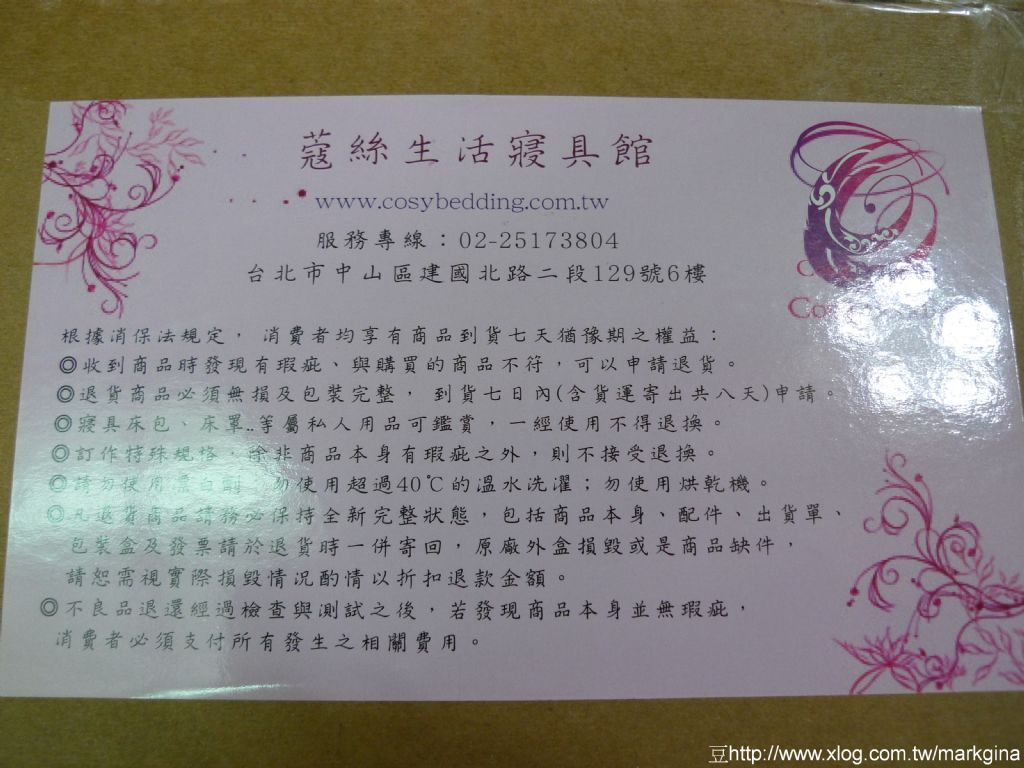 蔻絲生活寢具館
www.cosybedding.com.tw
服務專線：02-25173804
台北市中山區建國北路二段129號6樓
根據消保法規定， 消費者均享有商品到貨七天猶豫期之權益：
◎收到商品時發現有瑕疵、與購買的商品不符，可以申請退貨。
◎退貨商品必須無損及包裝完整， 到貨七日內(含貨運寄出共八天)申請。
◎寢具床包、床罩..等屬私人用品可鑑賞，一經使用不得退換。
◎訂作特殊規格，除非商品本身有瑕疵之外，則不接受退換。
◎請勿使用漂白劑；勿使用超過40℃的溫水洗濯；勿使用烘乾機。
◎凡退貨商品請務必保持全新完整狀態，包括商品本身、配件、出貨單、
包裝盒及發票請於退貨時一併寄回，原廠外盒損毀或是商品缺件，
請恕需視實際損毀情況酌情以折扣退款金額。
◎不良品退還經過檢查與測試之後，若發現商品本身並無瑕疵，
消費者必須支付所有發生之相關費用。
豆http://www.xlog.com.tw/markgina